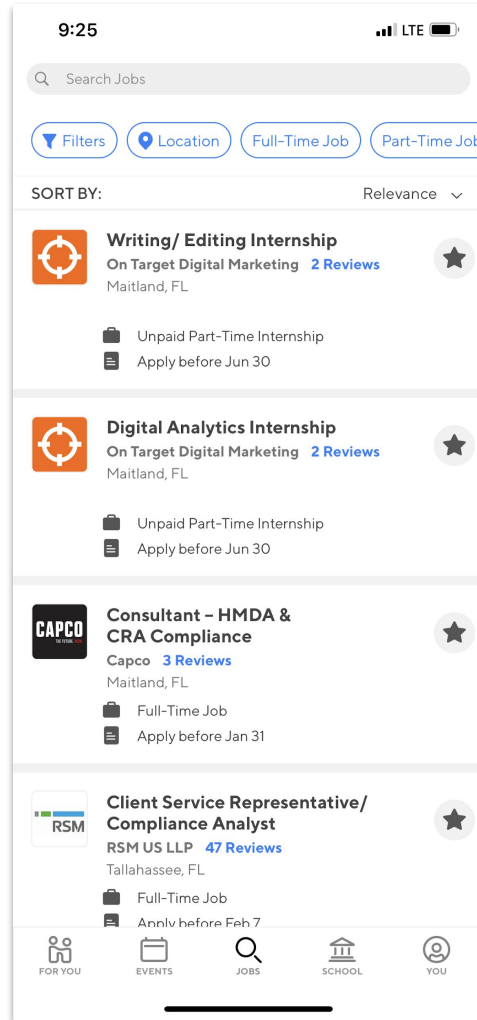 9:25
LTE
Search Jobs
Filters
Location
Full-Time Job
Part-Time Job
SORT BY:
Relevance
Writing/ Editing Internship
On Target Digital Marketing 2 Reviews
Maitland, FL
Unpaid Part-Time Internship
Apply before Jun 30
Digital Analytics Internship
On Target Digital Marketing 2 Reviews
Maitland, FL
Unpaid Part-Time Internship
Apply before Jun 30
CAPCO
Consultant – HMDA &
CRA Compliance
Capco 3 Reviews
Maitland, FL
Full-Time Job
Apply before Jan 31
RSM
Client Service Representative/
Compliance Analyst
RSM US LLP 47 Reviews
Tallahassee, FL
Full-Time Job
Apply before Feb 7
FOR YOU
EVENTS
JOBS
SCHOOL
YOU